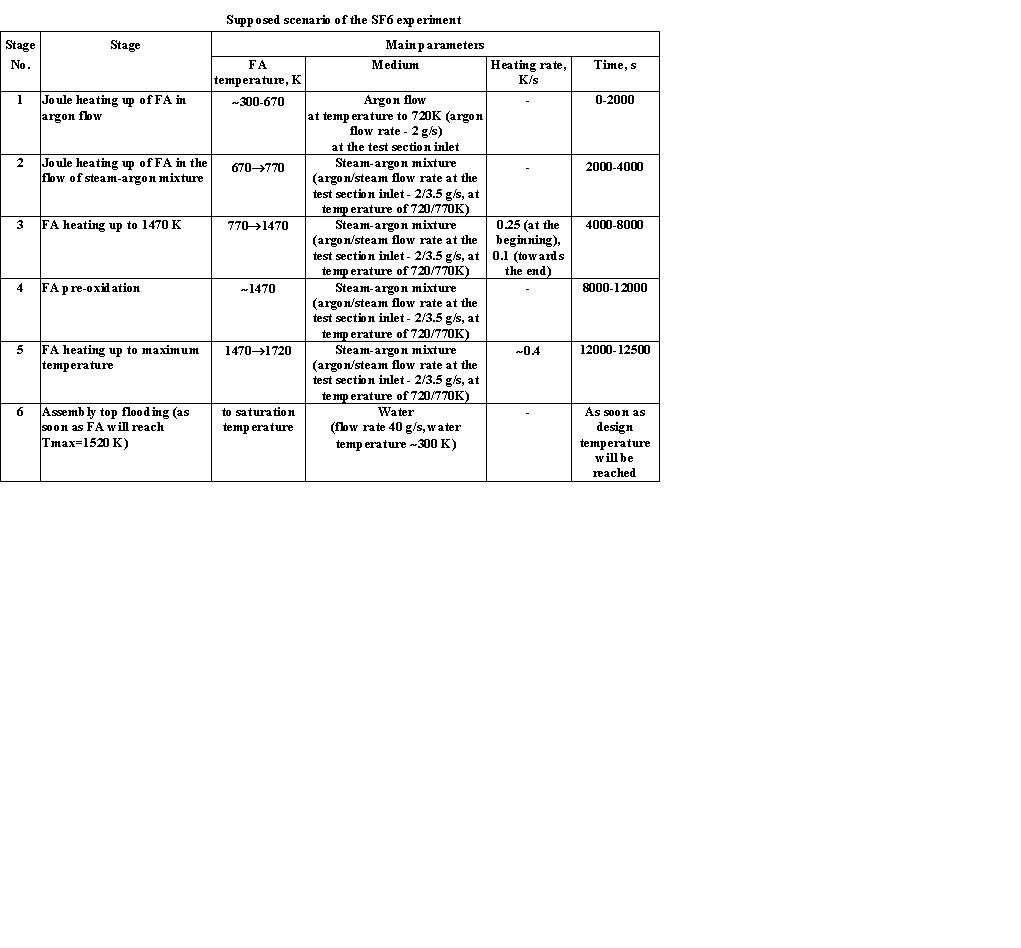 Supposed scenario of the SF6 experiment
Stage No.
Stage
Main parameters
FA
temperature, K
Medium
Heating rate,
K/s
Time, s
1
Joule heating up of FA in
argon flow
~300-670
Argon flow
at temperature to 720K (argon
flow rate - 2 g/s)
at the test section inlet
-
0-2000
2
Joule heating up of FA in the
flow of steam-argon mixture
670→770
Steam-argon mixture
(argon/steam flow rate at the
test section inlet - 2/3.5 g/s, at
temperature of 720/770K)
-
2000-4000
3
FA heating up to 1470 K
770→1470
Steam-argon mixture
(argon/steam flow rate at the
test section inlet - 2/3.5 g/s, at
temperature of 720/770K)
0.25 (at the
beginning),
0.1 (towards
the end)
4000-8000
4
FA pre-oxidation
~1470
Steam-argon mixture
(argon/steam flow rate at the
test section inlet - 2/3.5 g/s, at
temperature of 720/770K)
-
8000-12000
5
FA heating up to maximum
temperature
1470→1720
Steam-argon mixture
(argon/steam flow rate at the
test section inlet - 2/3.5 g/s, at
temperature of 720/770K)
~0.4
12000-12500
6
Assembly top flooding (as
soon as FA will reach
Tmax=1520 K)
to saturation
temperature
Water
(flow rate 40 g/s, water
temperature ~300 K)
-
As soon as
design
temperature
will be
reached